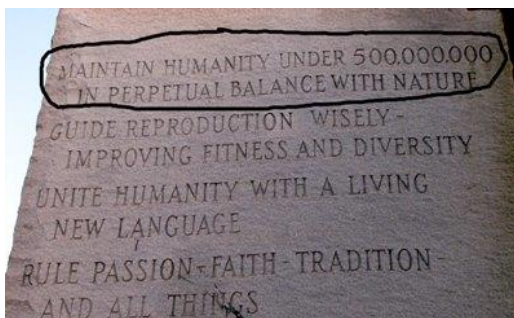 MAINTAIN HUMANITY UNDER 500,000,000
IN PERPETUAL BALANCE WITH NATURE
GUIDE REPRODUCTION WISELY-
IMPROVING FITNESS AND DIVERSITY
UNITE HUMANITY WITH A LIVING
NEW LANGUAGE
RULE PASSION-FAITH-TRADITION-
AND ALL THINGS